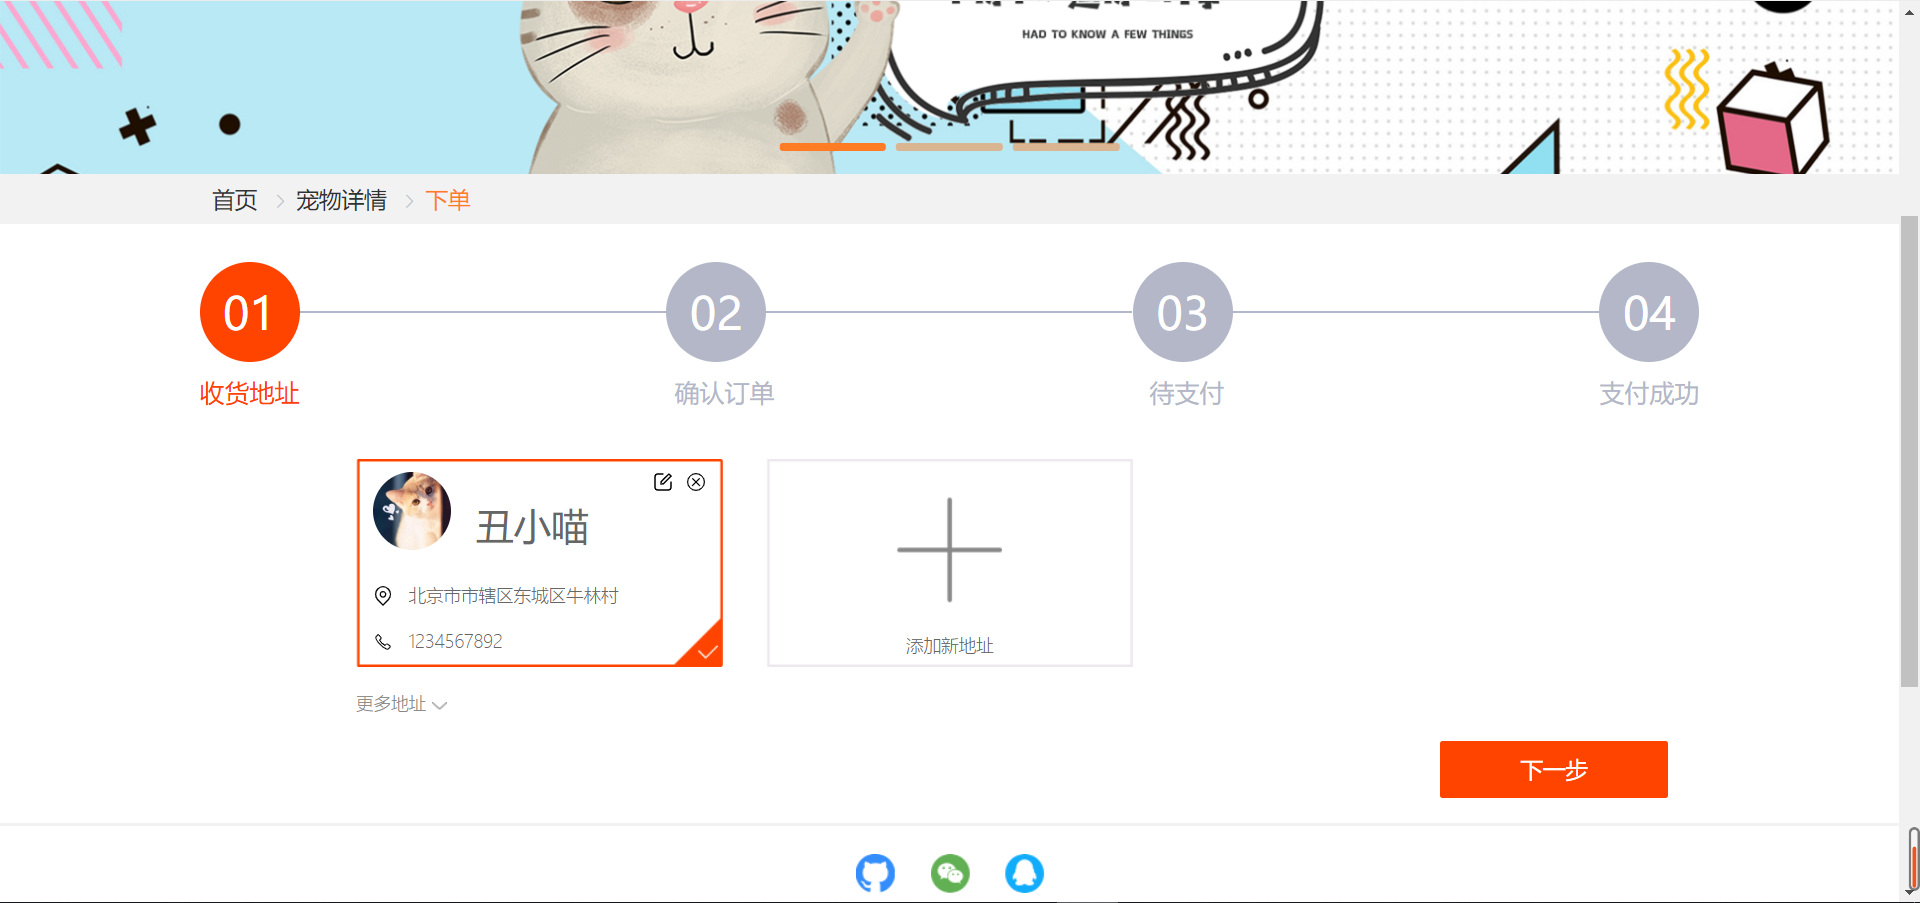 HAD TO KNOW A FEW THINGS
首页 > 宠物详情 > 下单
01 02 03 04
收货地址 确认订单 待支付 支付成功
丑小喵
北京市市辖区东城区牛林村
1234567892
添加新地址
更多地址
下一步